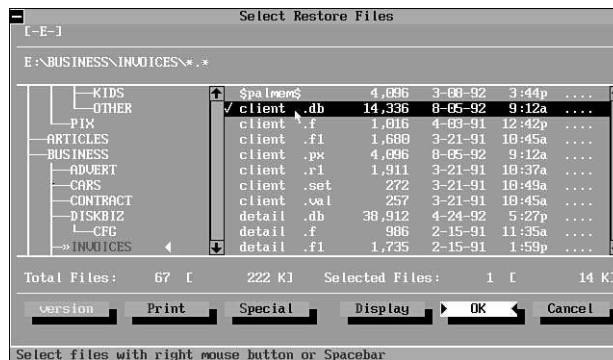 Select Restore Files
[-E-]
E:\BUSINESS\INVOICES\*.*
KIDS $palmem$ 4,096 3-08-92 3:44p ....
OTHER √ client .db 14,336 8-05-92 9:12a ....
PIX client .f 1,016 4-03-91 12:42p ....
ARTICLES client .f1 1,680 3-21-91 10:45a ....
BUSINESS client .px 4,096 8-05-92 9:12a ....
ADVERT client .r1 1,911 3-21-91 10:37a ....
CARS client .set 272 3-21-91 10:49a ....
CONTRACT client .val 257 3-21-91 10:45a ....
DISKBIZ detail .db 38,912 4-24-92 5:27p ....
CFG detail .f 986 2-15-91 11:35a ....
»INVOICES detail .f1 1,735 2-15-91 1:59p ....
Total Files: 67 [ 222 K] Selected Files: 1 [ 14 K]
version Print Special Display OK Cancel
Select files with right mouse button or Spacebar